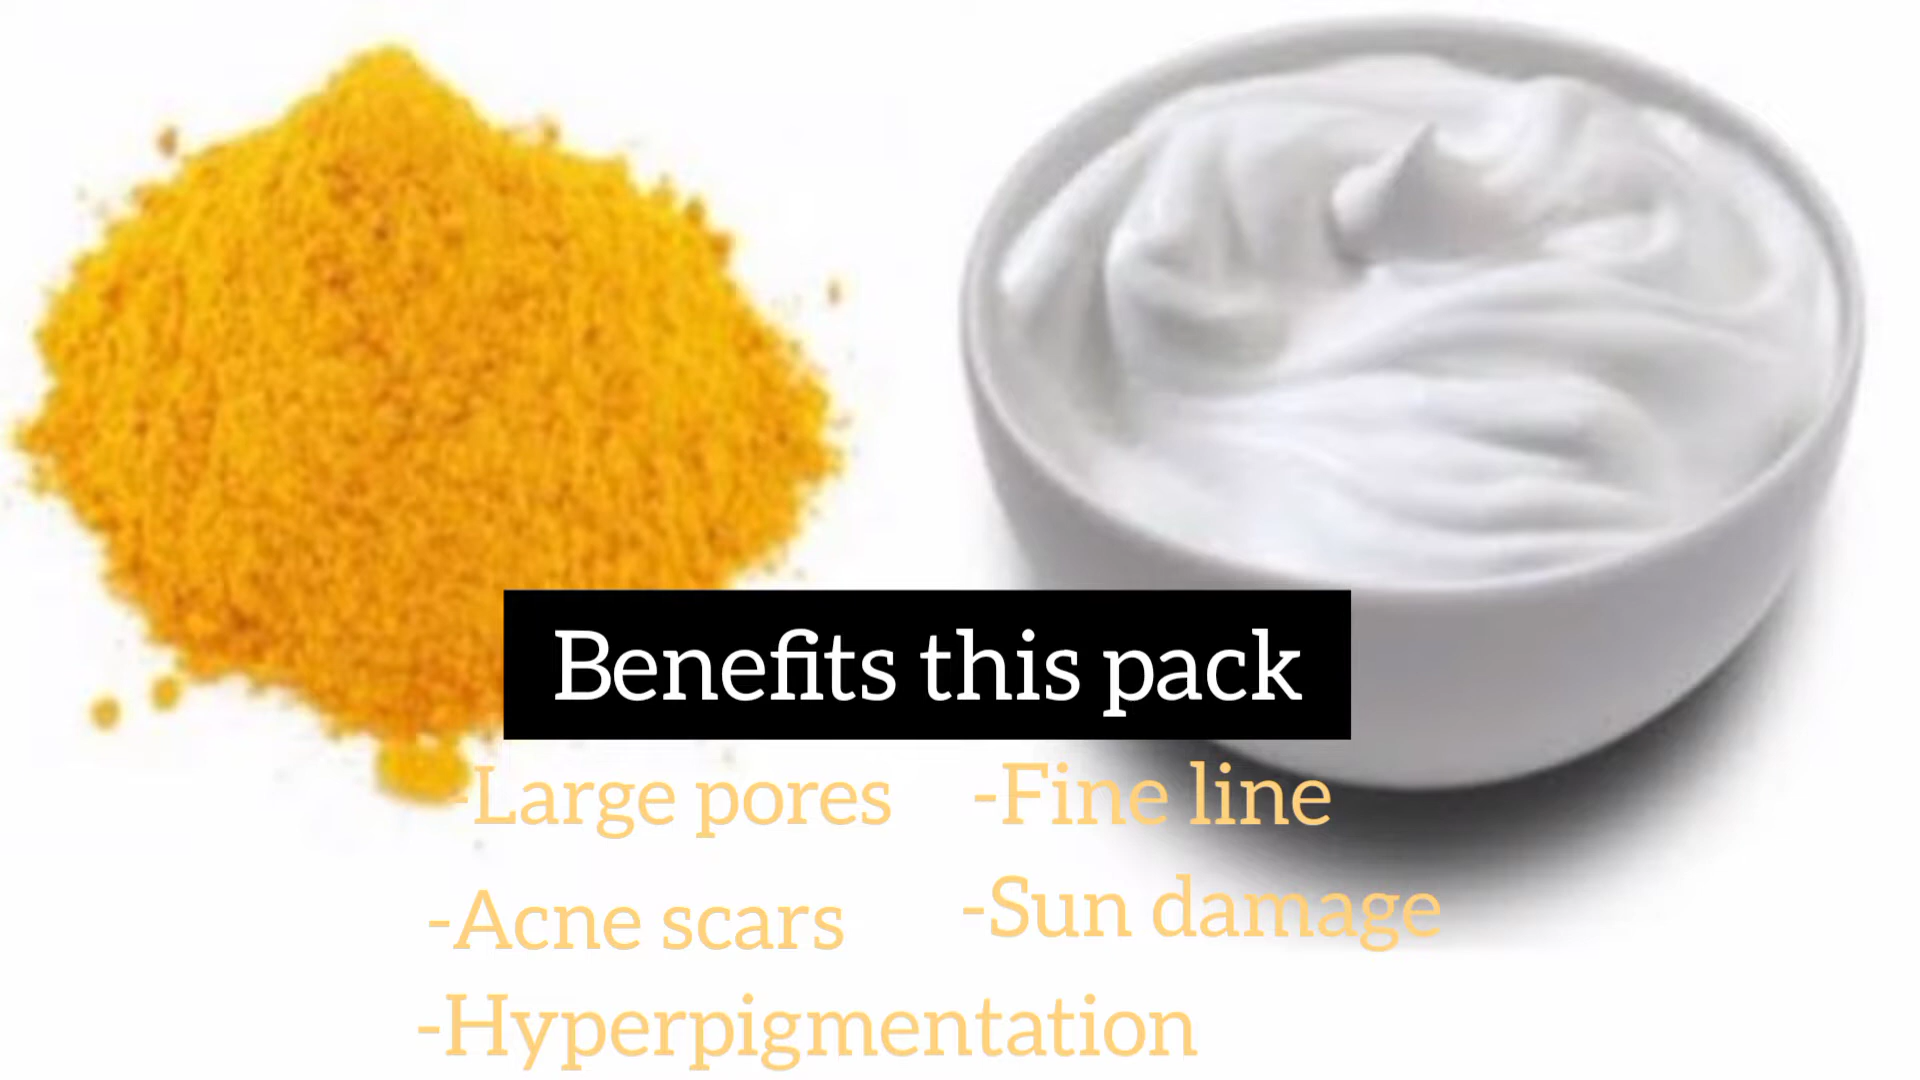 Benefits this pack
-Large pores
-Fine line
-Acne scars
-Sun damage
-Hyperpigmentation